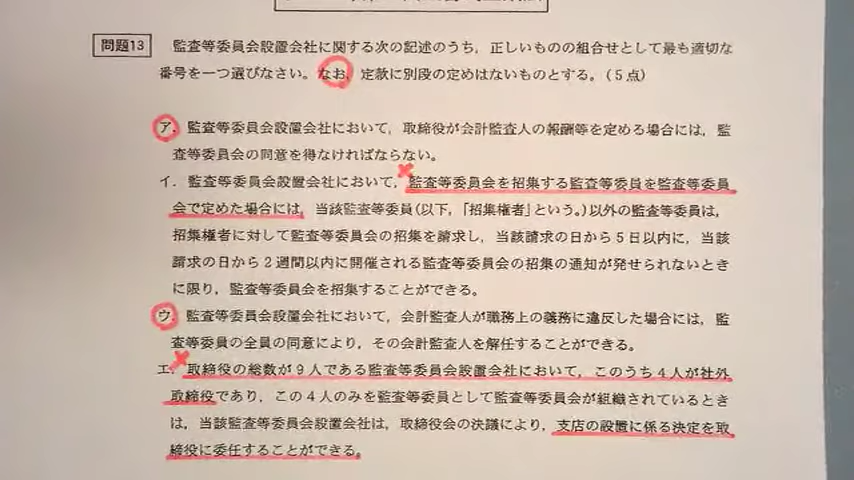 問題13 監査等委員会設置会社に関する次の記述のうち，正しいものの組合せとして最も適切な
番号を一つ選びなさい。なお，定款に別段の定めはないものとする。（5点）
ア．監査等委員会設置会社において，取締役が会計監査人の報酬等を定める場合には，監
査等委員会の同意を得なければならない。
イ．監査等委員会設置会社において，監査等委員会を招集する監査等委員を監査等委員
会で定めた場合には，当該監査等委員（以下，「招集権者」という。）以外の監査等委員は，
招集権者に対して監査等委員会の招集を請求し，当該請求の日から5日以内に，当該
請求の日から2週間以内に開催される監査等委員会の招集の通知が発せられないとき
に限り，監査等委員会を招集することができる。
ウ．監査等委員会設置会社において，会計監査人が職務上の義務に違反した場合には，監
査等委員の全員の同意により，その会計監査人を解任することができる。
エ．取締役の総数が9人である監査等委員会設置会社において，このうち4人が社外
取締役であり，この4人のみを監査等委員として監査等委員会が組織されているとき
は，当該監査等委員会設置会社は，取締役会の決議により，支店の設置に係る決定を取
締役に委任することができる。